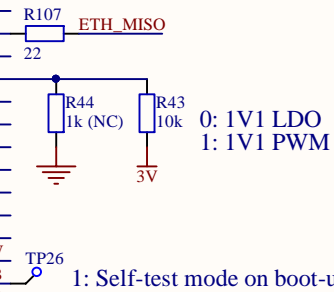 R107
ETH_MISO
22
R44
1k (NC)
R43
10k
0: 1V1 LDO
1: 1V1 PWM
3V
TP26
1: Self-test mode on boot-u